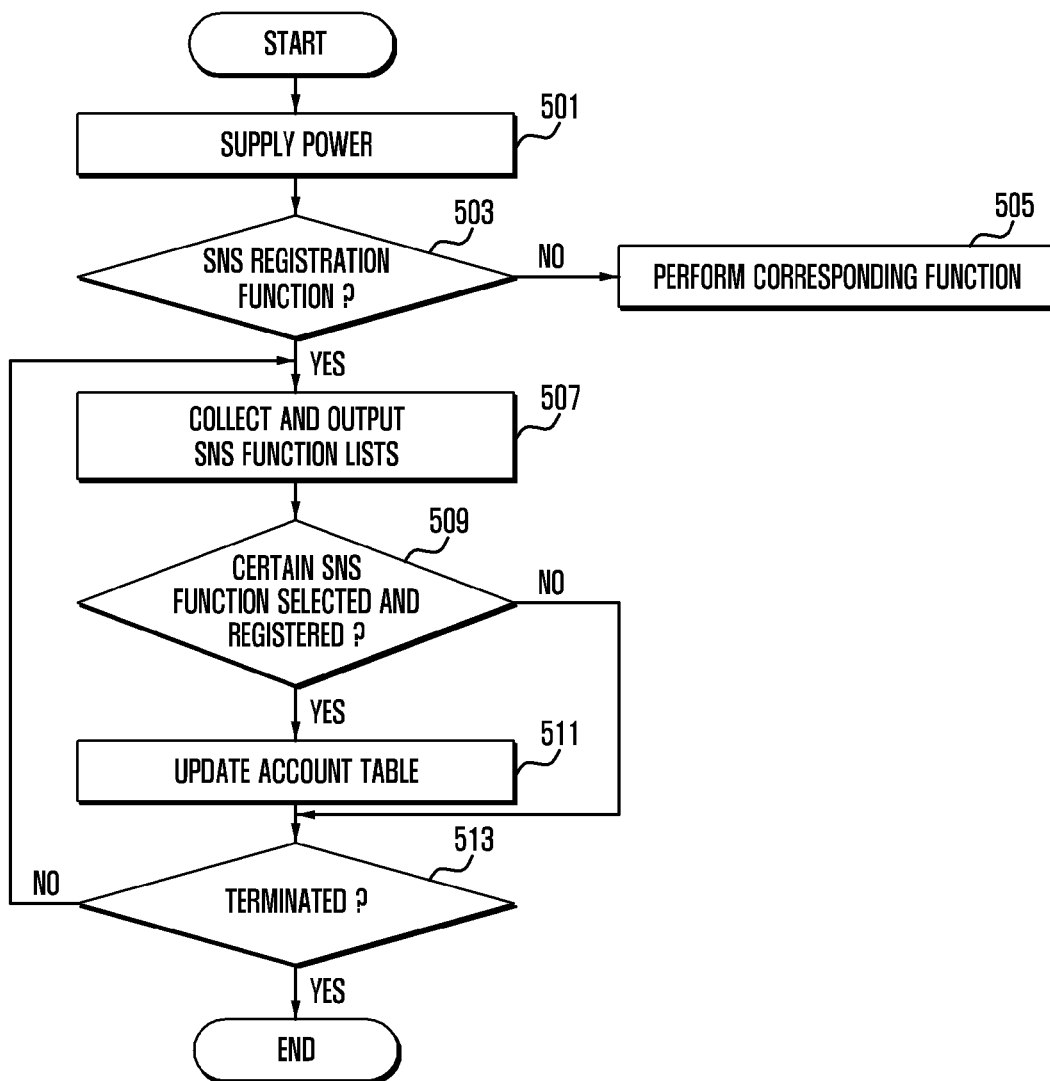 START
501
SUPPLY POWER
503
SNS REGISTRATION
FUNCTION ?
NO
505
PERFORM CORRESPONDING FUNCTION
YES
507
COLLECT AND OUTPUT
SNS FUNCTION LISTS
509
CERTAIN SNS
FUNCTION SELECTED AND
REGISTERED ?
NO
YES
511
UPDATE ACCOUNT TABLE
513
TERMINATED ?
NO
YES
END